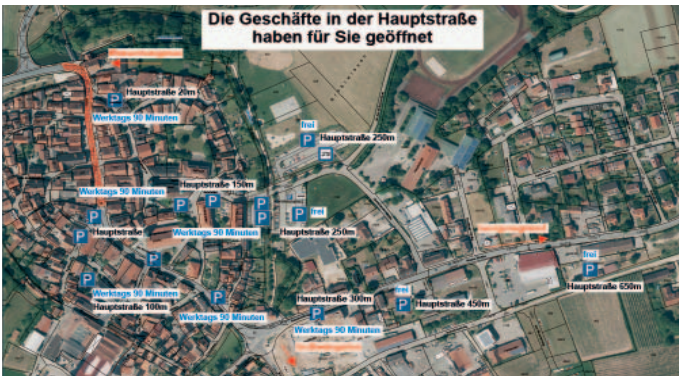 Die Geschäfte in der Hauptstraße
haben für Sie geöffnet
P Hauptstraße 20m
Werktags 90 Minuten
frei
P Hauptstraße 250m
Werktags 90 Minuten
Hauptstraße 150m
P
P
P
P
P
Werktags 90 Minuten
P frei
Hauptstraße 250m
P Hauptstraße
P
frei
P
Hauptstraße 650m
P
Werktags 90 Minuten
Hauptstraße 100m
P
Werktags 90 Minuten
Hauptstraße 300m
P
Werktags 90 Minuten
frei
P Hauptstraße 450m